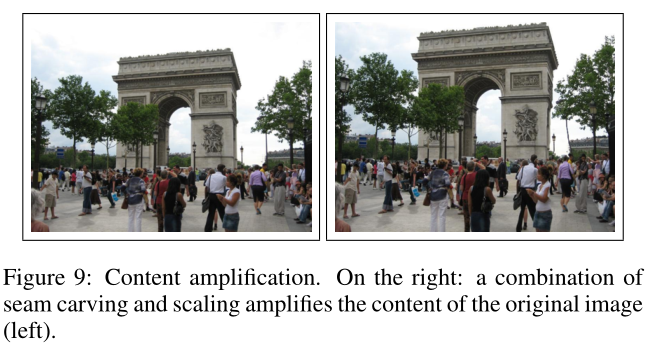 Figure 9: Content amplification. On the right: a combination of
seam carving and scaling amplifies the content of the original image
(left).